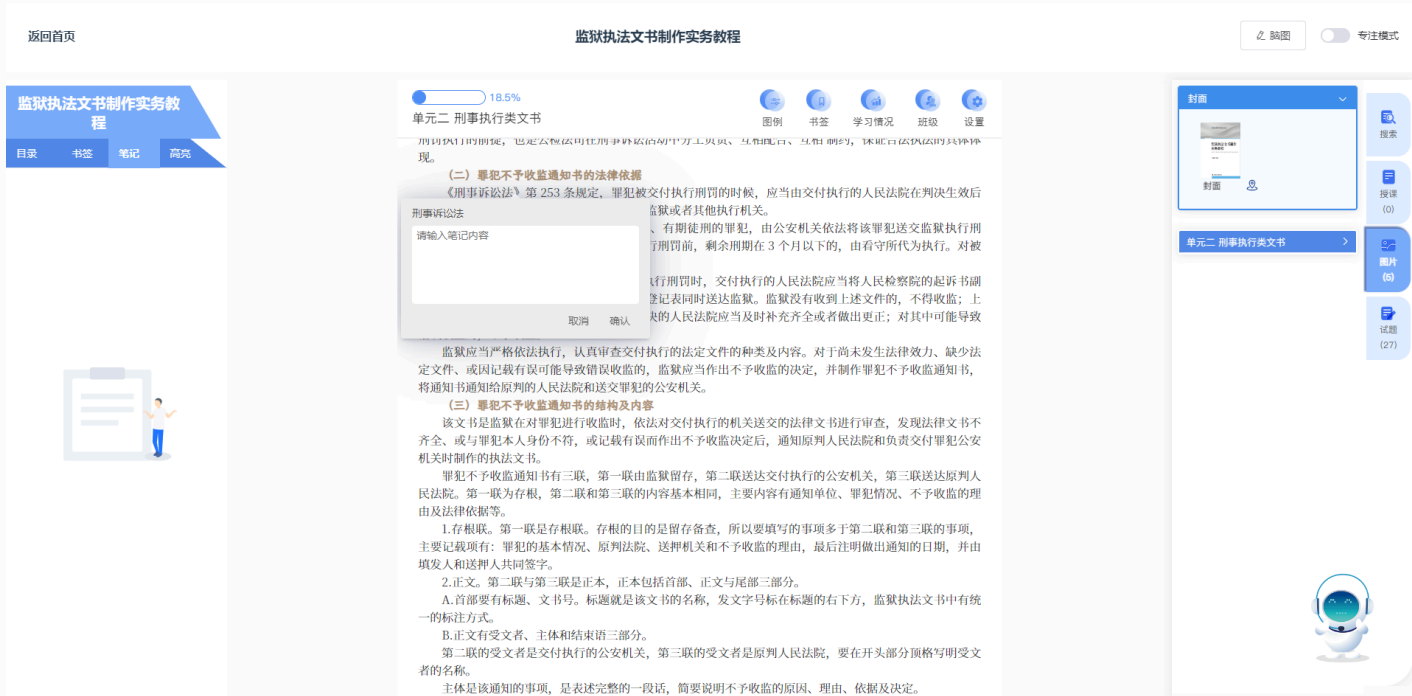 返回首页
监狱执法文书制作实务教程
脑图
专注模式
监狱执法文书制作实务教
程
目录
书签
笔记
高亮
18.5%
单元二 刑事执行类文书
图例
书签
学习情况
班级
设置
刑罚执行的前提，也是公检法司在刑事诉讼活动中分工负责、互相配合、互相制约，保证合法执法的具体体
现。
（二）罪犯不予收监通知书的法律依据
《刑事诉讼法》第 253 条规定，罪犯被交付执行刑罚的时候，应当由交付执行的人民法院在判决生效后
监狱或者其他执行机关。
、有期徒刑的罪犯，由公安机关依法将该罪犯送交监狱执行刑
行刑罚前，剩余刑期在 3 个月以下的，由看守所代为执行。对被
执行刑罚时，交付执行的人民法院应当将人民检察院的起诉书副
登记表同时送达监狱。监狱没有收到上述文件的，不得收监；上
决的人民法院应当及时补充齐全或者做出更正；对其中可能导致
刑事诉讼法
请输入笔记内容
取消
确认
监狱应当严格依法执行，认真审查交付执行的法定文件的种类及内容。对于尚未发生法律效力、缺少法
定文件、或因记载有误可能导致错误收监的，监狱应当作出不予收监的决定，并制作罪犯不予收监通知书，
将通知书通知给原判的人民法院和送交罪犯的公安机关。
（三）罪犯不予收监通知书的结构及内容
该文书是监狱在对罪犯进行收监时，依法对交付执行的机关送交的法律文书进行审查，发现法律文书不
齐全、或与罪犯本人身份不符，或记载有误而作出不予收监决定后，通知原判人民法院和负责交付罪犯公安
机关时制作的执法文书。
罪犯不予收监通知书有三联，第一联由监狱留存，第二联送达交付执行的公安机关，第三联送达原判人
民法院。第一联为存根，第二联和第三联的内容基本相同，主要内容有通知单位、罪犯情况、不予收监的理
由及法律依据等。
1.存根联。第一联是存根联。存根的目的是留存备查，所以要填写的事项多于第二联和第三联的事项，
主要记载项有：罪犯的基本情况、原判法院、送押机关和不予收监的理由，最后注明做出通知的日期，并由
填发人和送押人共同签字。
2.正文。第二联与第三联是正本，正本包括首部、正文与尾部三部分。
A.首部要有标题、文书号。标题就是该文书的名称，发文字号标在标题的右下方，监狱执法文书中有统
一的标注方式。
B.正文有受文者、主体和结束语三部分。
第二联的受文者是交付执行的公安机关，第三联的受文者是原判人民法院，要在开头部分顶格写明受文
者的名称。
主体是该通知的事项，是表述完整的一段话，简要说明不予收监的原因、理由、依据及决定。
封面
封面
单元二 刑事执行类文书
搜索
授课
(0)
图片
(5)
试题
(27)